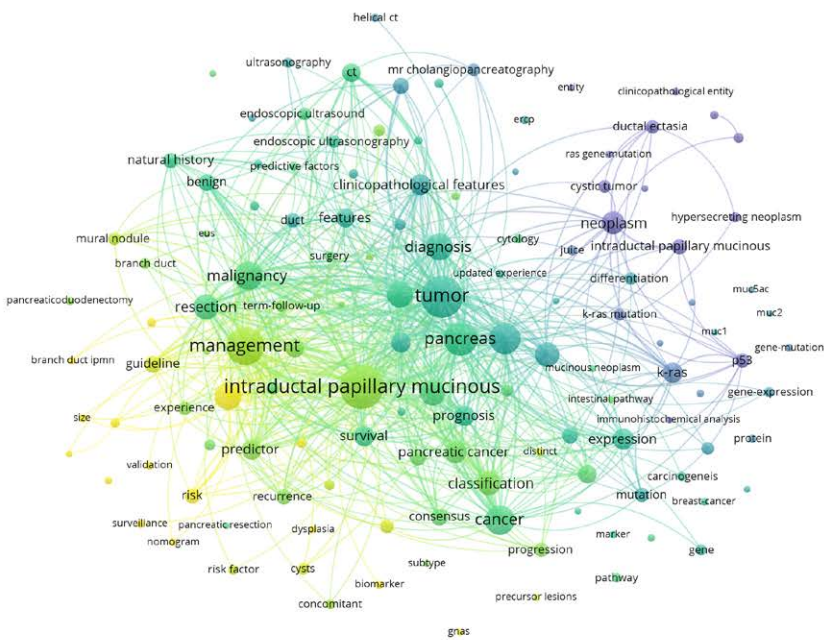 helical ct
ultrasonography
ct
mr cholangiopancreatography
entity
clinicopathological entity
endoscopic ultrasound
ercp
ductal ectasia
endoscopic ultrasonography
natural history
predictive factors
ras gene-mutation
benign
clinicopathological features
cystic tumor
duct
features
neoplasm
hypersecreting neoplasm
mural nodule
eus
diagnosis
cytology
juice
intraductal papillary mucinous
surgery
branch duct
malignancy
updated experience
differentiation
muc5ac
pancreaticoduodenectomy
resection
term-follow-up
tumor
k-ras mutation
muc2
muc1
management
pancreas
gene-mutation
branch duct ipmn
guideline
mucinous neoplasm
k-ras
p53
intraductal papillary mucinous
gene-expression
experience
intestinal pathway
size
prognosis
immunohistochemical analysis
survival
expression
protein
predictor
pancreatic cancer
distinct
validation
classification
carcinogeneis
risk
recurrence
mutation
breast-cancer
surveillance
pancreatic resection
dysplasia
consensus
cancer
marker
nomogram
progression
gene
risk factor
cysts
subtype
biomarker
pathway
concomitant
precursor lesions
gnas